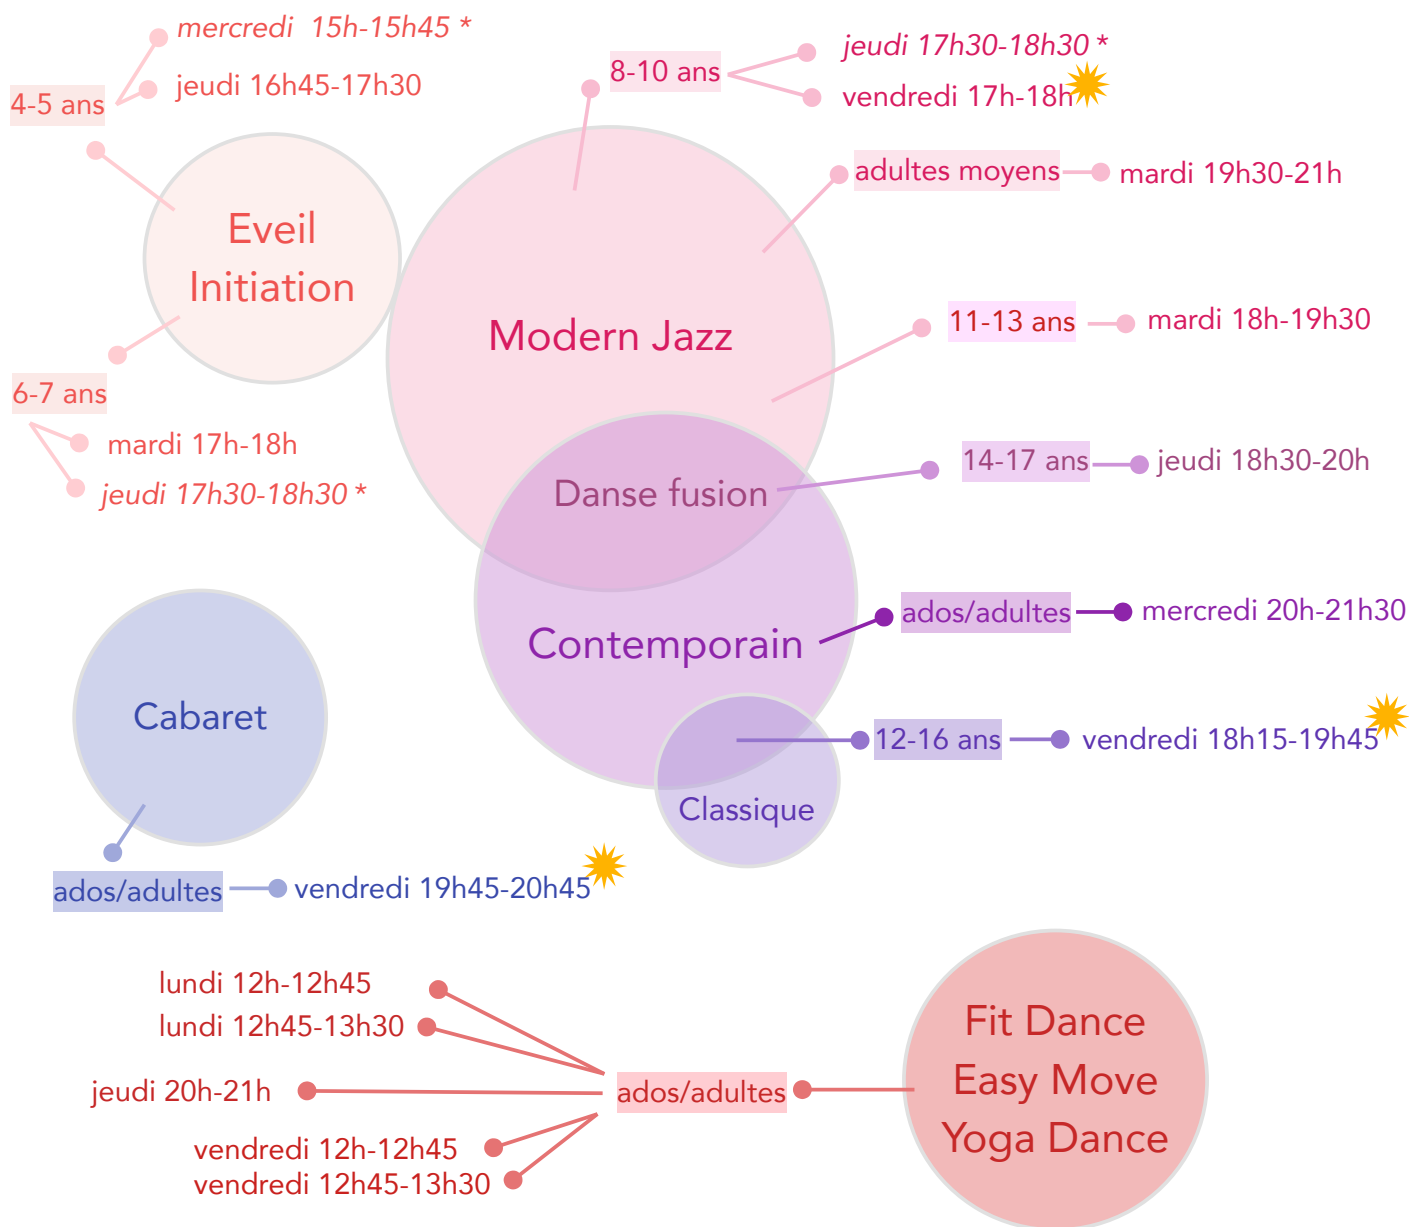 mercredi  15h-15h45 *
jeudi 16h45-17h30
4-5 ans
Eveil
Initiation
6-7 ans
mardi 17h-18h
jeudi 17h30-18h30 *
8-10 ans
jeudi 17h30-18h30 *
vendredi 17h-18h
adultes moyens
mardi 19h30-21h
Modern Jazz
11-13 ans
mardi 18h-19h30
Danse fusion
14-17 ans
jeudi 18h30-20h
Contemporain
ados/adultes
mercredi 20h-21h30
12-16 ans
vendredi 18h15-19h45
Classique
Cabaret
ados/adultes
vendredi 19h45-20h45
lundi 12h-12h45
lundi 12h45-13h30
jeudi 20h-21h
vendredi 12h-12h45
vendredi 12h45-13h30
ados/adultes
Fit Dance
Easy Move
Yoga Dance